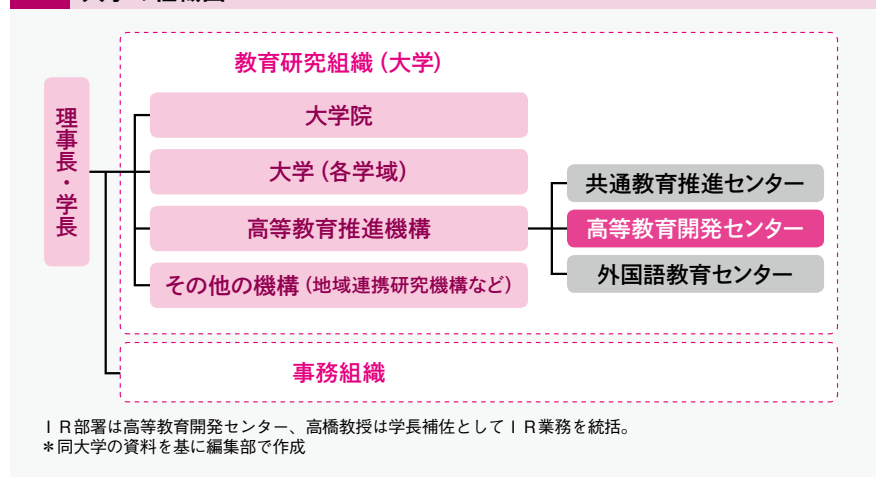 教育研究組織(大学)
理事長・学長
大学院
大学(各学域)
高等教育推進機構
その他の機構(地域連携研究機構など)
共通教育推進センター
高等教育開発センター
外国語教育センター
事務組織
IR部署は高等教育開発センター、高橋教授は学長補佐としてIR業務を統括。
*同大学の資料を基に編集部で作成